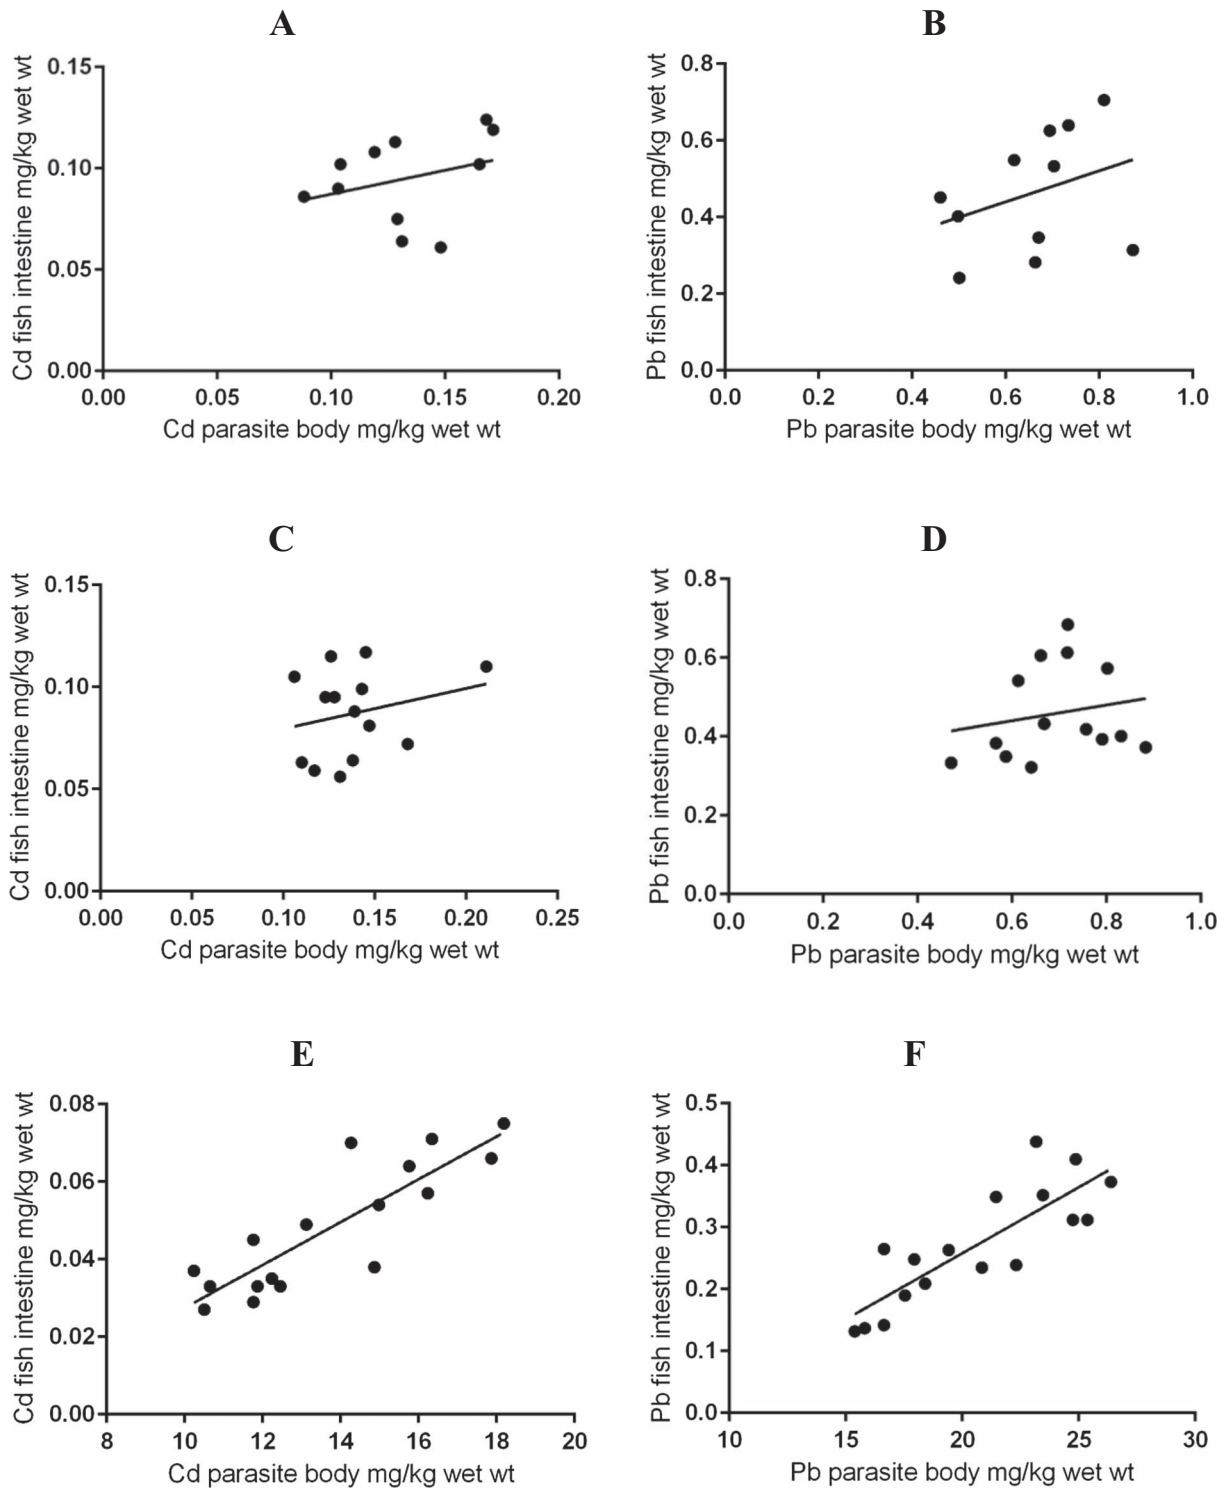 A
Cd fish intestine mg/kg wet wt
0.15
0.10
0.05
0.00
0.00 0.05 0.10 0.15 0.20
Cd parasite body mg/kg wet wt
B
Pb fish intestine mg/kg wet wt
0.8
0.6
0.4
0.2
0.0
0.0 0.2 0.4 0.6 0.8 1.0
Pb parasite body mg/kg wet wt
C
Cd fish intestine mg/kg wet wt
0.15
0.10
0.05
0.00
0.00 0.05 0.10 0.15 0.20 0.25
Cd parasite body mg/kg wet wt
D
Pb fish intestine mg/kg wet wt
0.8
0.6
0.4
0.2
0.0
0.0 0.2 0.4 0.6 0.8 1.0
Pb parasite body mg/kg wet wt
E
Cd fish intestine mg/kg wet wt
0.08
0.06
0.04
0.02
0.00
8 10 12 14 16 18 20
Cd parasite body mg/kg wet wt
F
Pb fish intestine mg/kg wet wt
0.5
0.4
0.3
0.2
0.1
0.0
10 15 20 25 30
Pb parasite body mg/kg wet wt